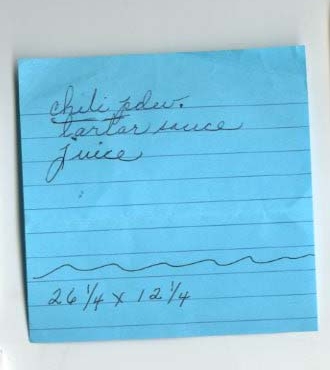 chili pdw.
tartar sauce
juice
26 1/4 x 12 1/4